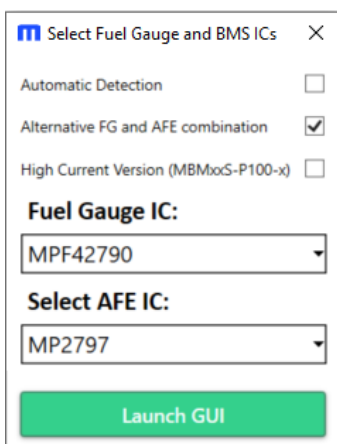 Select Fuel Gauge and BMS ICs
Automatic Detection
Alternative FG and AFE combination
High Current Version (MBMxxS-P100-x)
Fuel Gauge IC:
MPF42790
Select AFE IC:
MP2797
Launch GUI